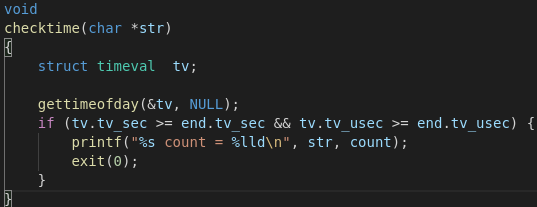 void
checktime(char *str)
{
    struct timeval  tv;

    gettimeofday(&tv, NULL);
    if (tv.tv_sec >= end.tv_sec && tv.tv_usec >= end.tv_usec) {
        printf("%s count = %lld\n", str, count);
        exit(0);
    }
}